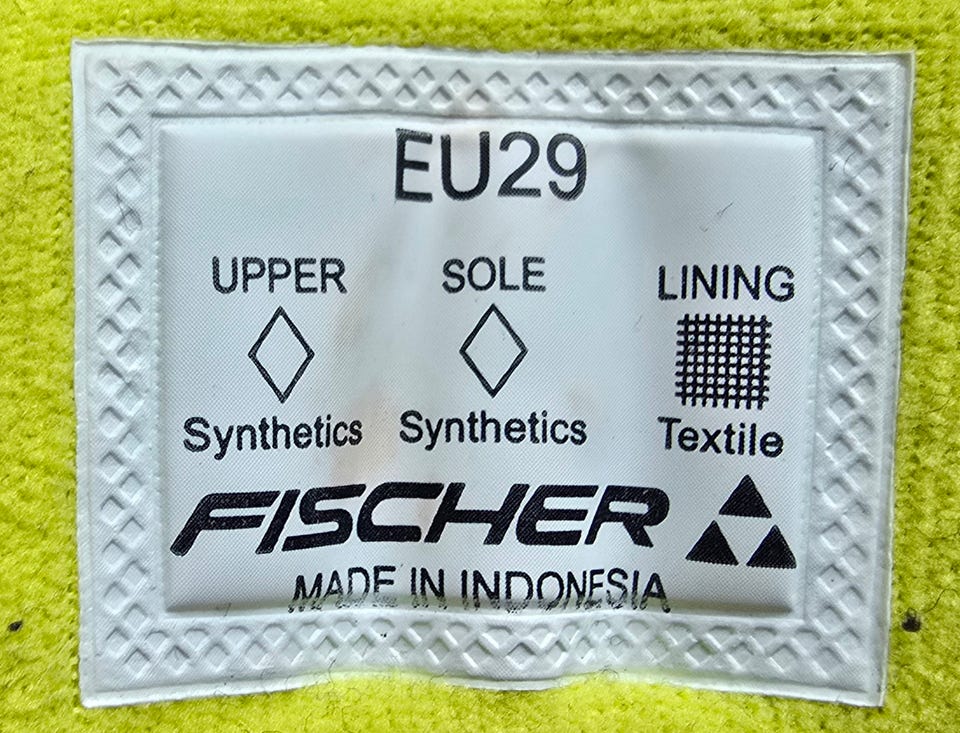 EU29
UPPER SOLE LINING
Synthetics Synthetics Textile
FISCHER
MADE IN INDONESIA